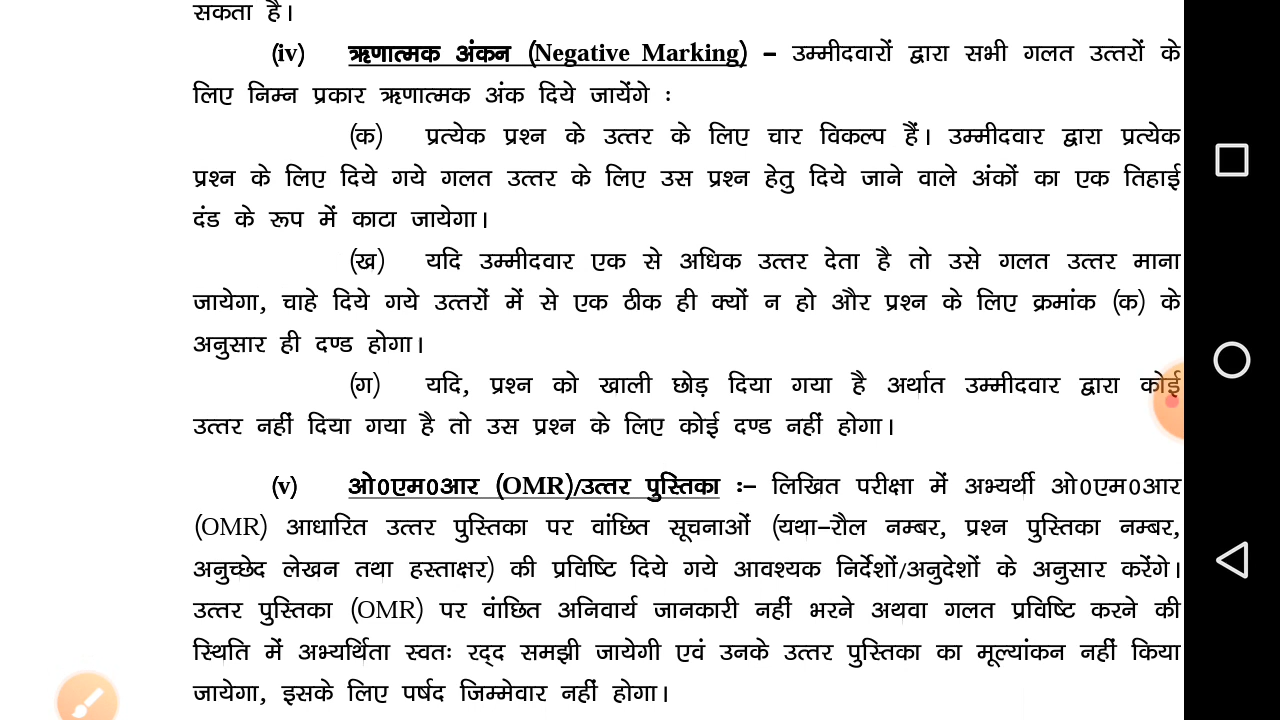 सकता है।
(iv) ऋणात्मक अंकन (Negative Marking) – उम्मीदवारों द्वारा सभी गलत उत्तरों के
लिए निम्न प्रकार ऋणात्मक अंक दिये जायेंगे :
(क) प्रत्येक प्रश्न के उत्तर के लिए चार विकल्प हैं। उम्मीदवार द्वारा प्रत्येक
प्रश्न के लिए दिये गये गलत उत्तर के लिए उस प्रश्न हेतु दिये जाने वाले अंकों का एक तिहाई
दंड के रूप में काटा जायेगा।
(ख) यदि उम्मीदवार एक से अधिक उत्तर देता है तो उसे गलत उत्तर माना
जायेगा, चाहे दिये गये उत्तरों में से एक ठीक ही क्यों न हो और प्रश्न के लिए क्रमांक (क) के
अनुसार ही दण्ड होगा।
(ग) यदि, प्रश्न को खाली छोड़ दिया गया है अर्थात उम्मीदवार द्वारा कोई
उत्तर नहीं दिया गया है तो उस प्रश्न के लिए कोई दण्ड नहीं होगा।
(v) ओ0एम0आर (OMR)/उत्तर पुस्तिका :– लिखित परीक्षा में अभ्यर्थी ओ0एम0आर
(OMR) आधारित उत्तर पुस्तिका पर वांछित सूचनाओं (यथा–रौल नम्बर, प्रश्न पुस्तिका नम्बर,
अनुच्छेद लेखन तथा हस्ताक्षर) की प्रविष्टि दिये गये आवश्यक निर्देशों/अनुदेशों के अनुसार करेंगे।
उत्तर पुस्तिका (OMR) पर वांछित अनिवार्य जानकारी नहीं भरने अथवा गलत प्रविष्टि करने की
स्थिति में अभ्यर्थिता स्वतः रद्द समझी जायेगी एवं उनके उत्तर पुस्तिका का मूल्यांकन नहीं किया
जायेगा, इसके लिए पर्षद जिम्मेवार नहीं होगा।